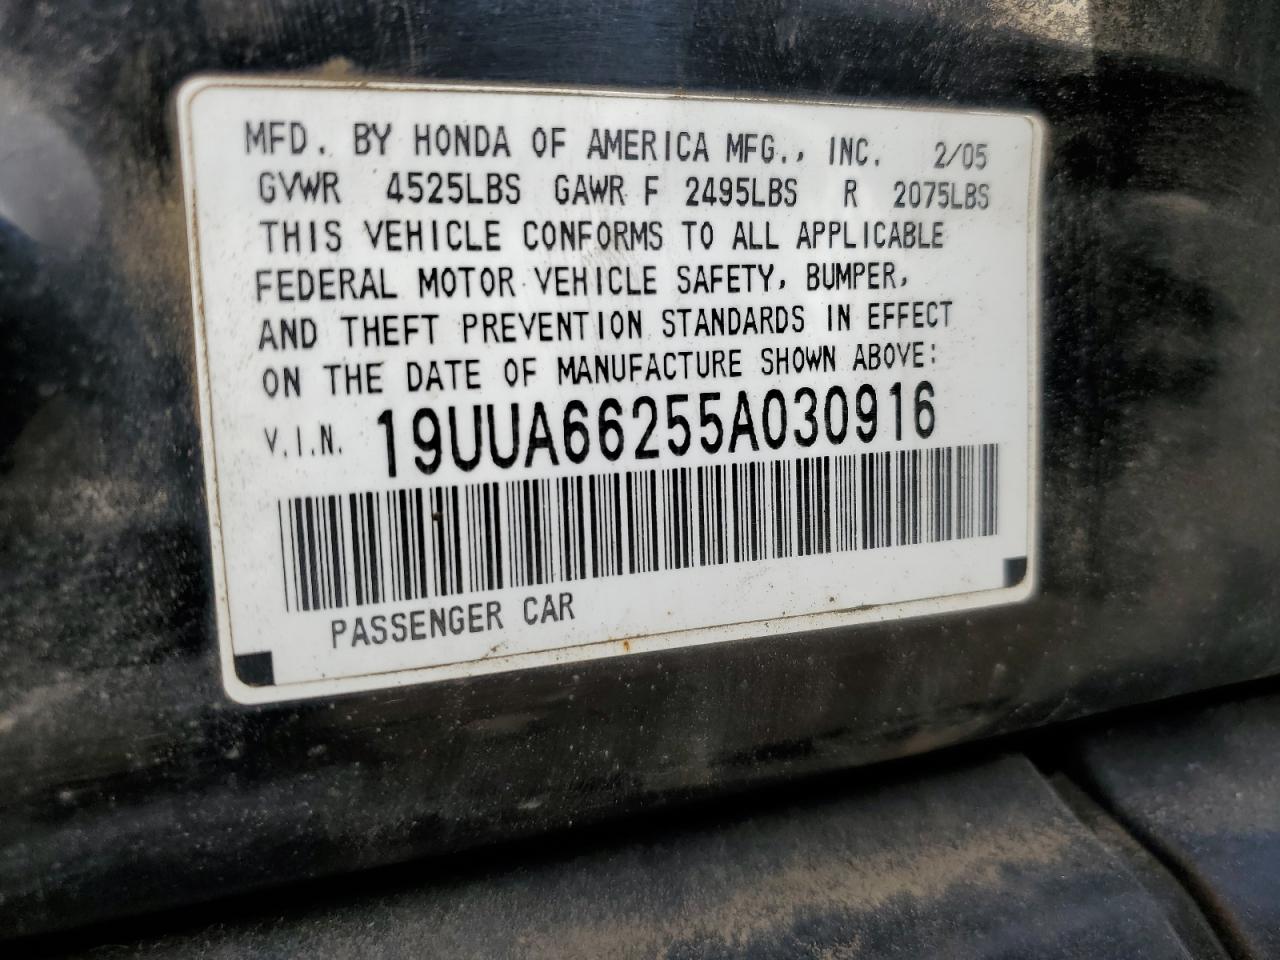 MFD. BY HONDA OF AMERICA MFG., INC. 2/05
GVWR 4525LBS GAWR F 2495LBS R 2075LBS
THIS VEHICLE CONFORMS TO ALL APPLICABLE
FEDERAL MOTOR VEHICLE SAFETY, BUMPER,
AND THEFT PREVENTION STANDARDS IN EFFECT
ON THE DATE OF MANUFACTURE SHOWN ABOVE:
V.I.N. 19UUA66255A030916
PASSENGER CAR